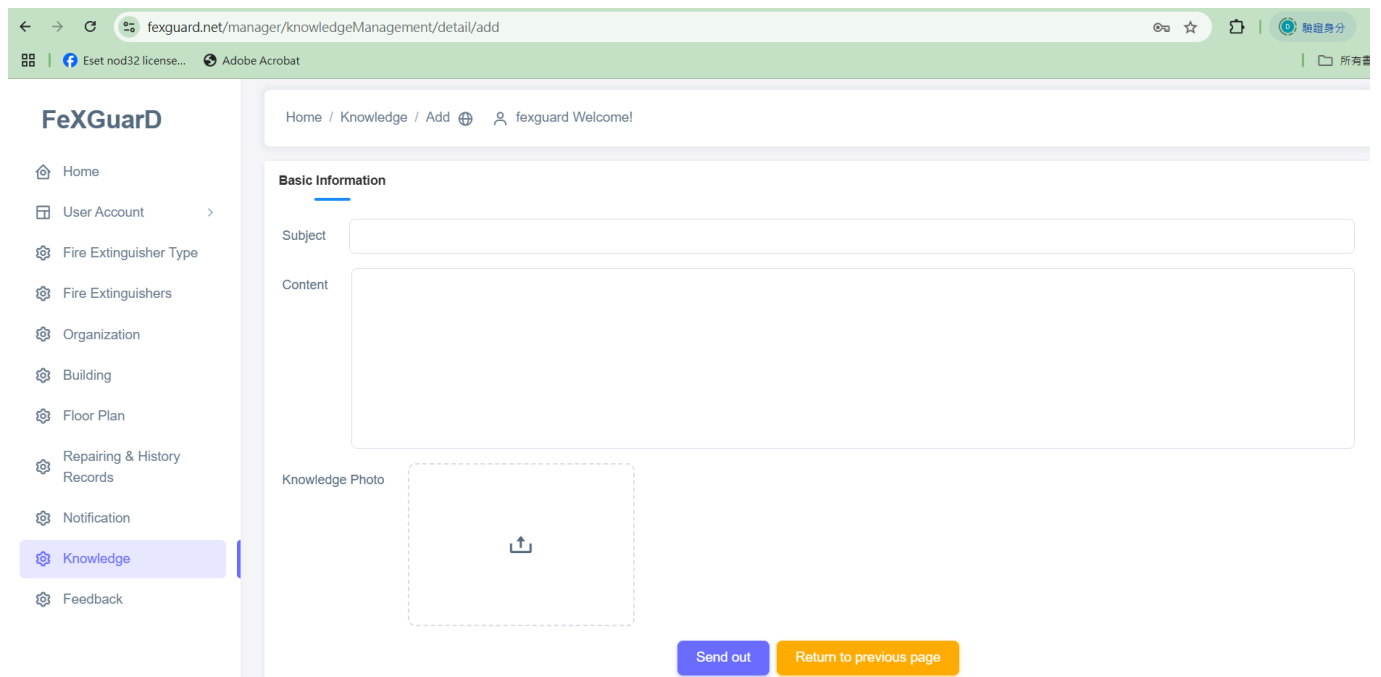 fexguard.net/manager/knowledgeManagement/detail/add
驗證身分
Eset nod32 license...
Adobe Acrobat
所有書
FeXGuarD
Home / Knowledge / Add
fexguard Welcome!
Home
User Account
Fire Extinguisher Type
Fire Extinguishers
Organization
Building
Floor Plan
Repairing & History
Records
Notification
Knowledge
Feedback
Basic Information
Subject
Content
Knowledge Photo
Send out
Return to previous page